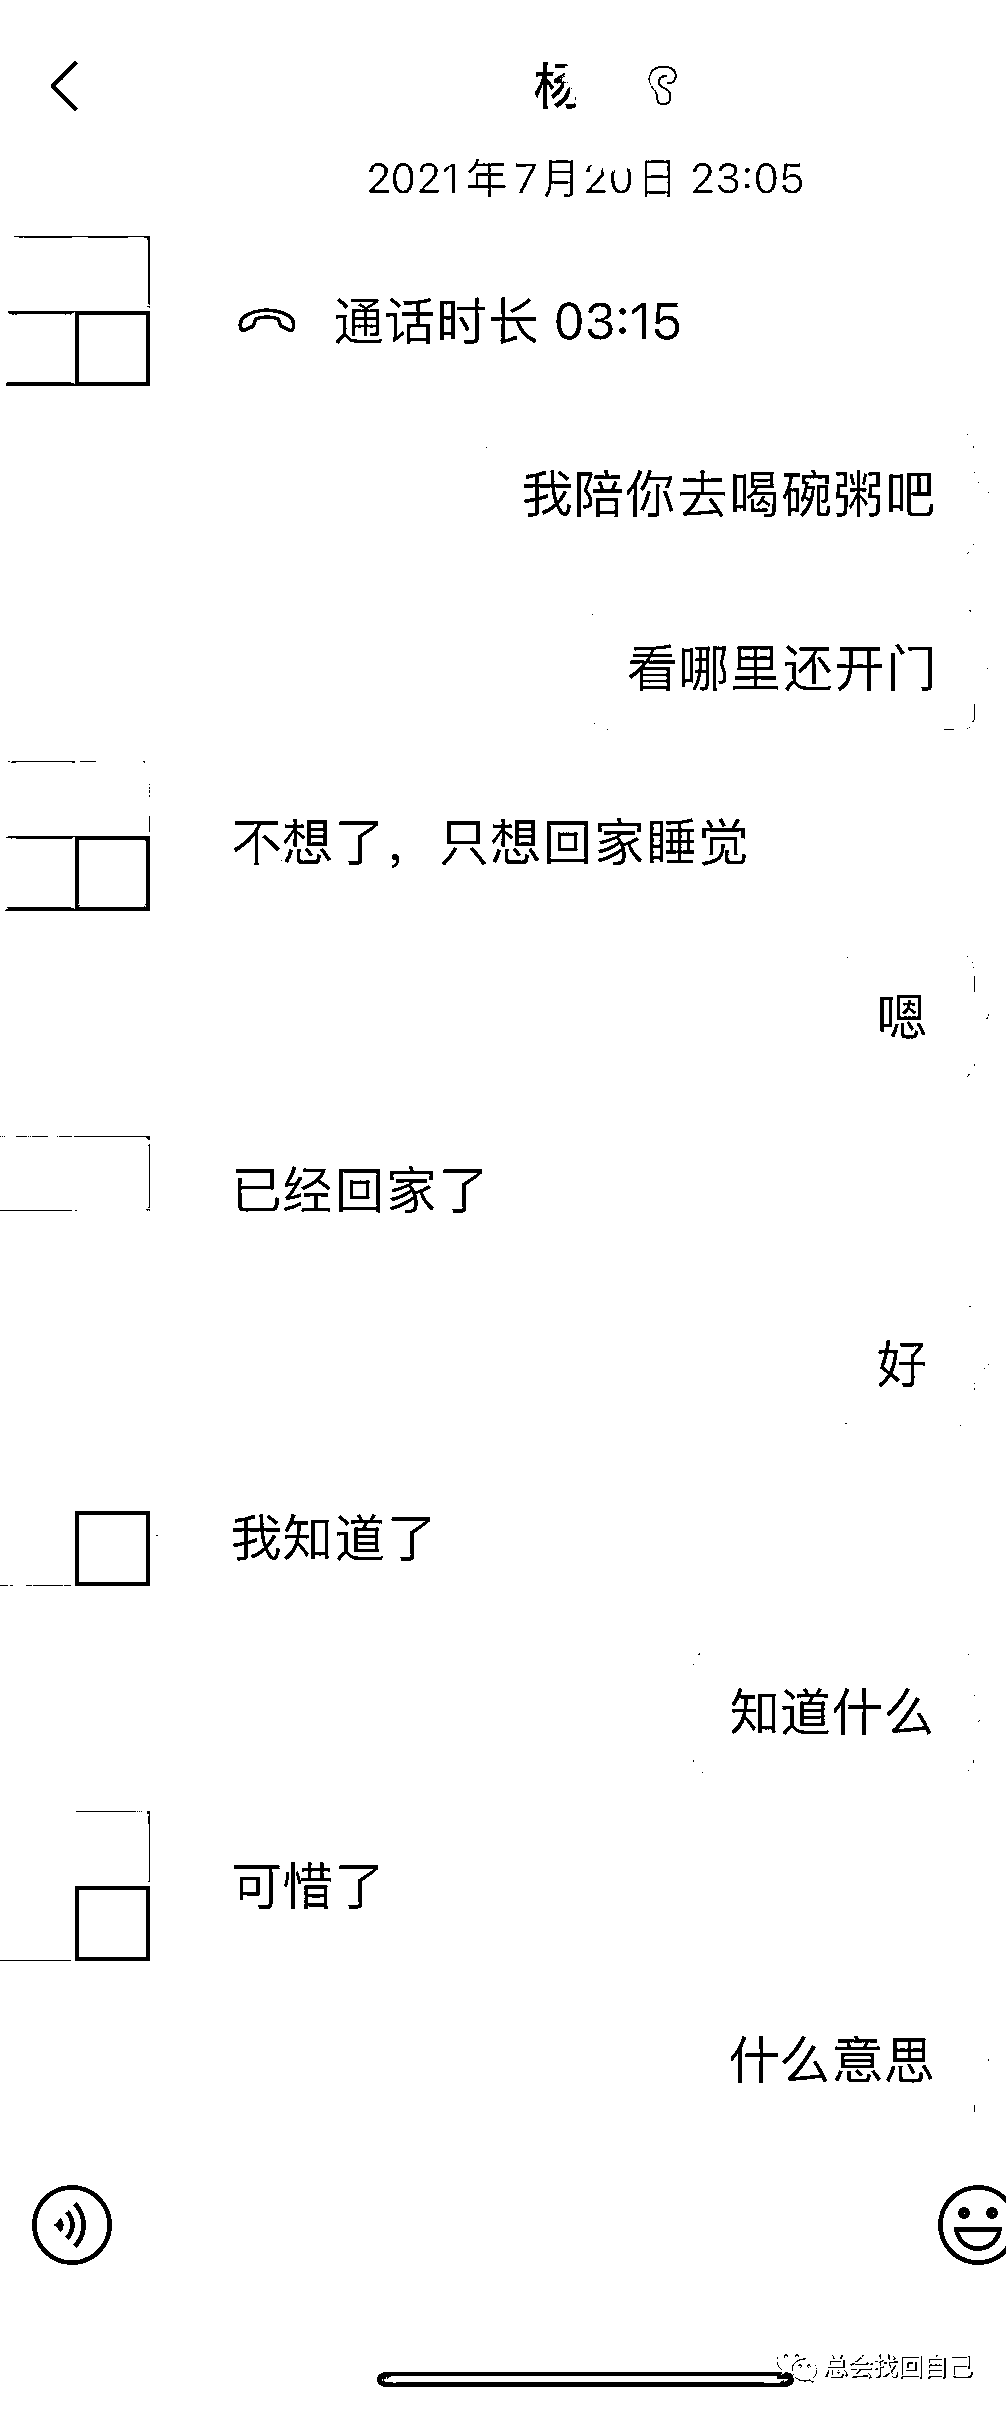 2021年7月20日 23:05
通话时长 03:15
我陪你去喝碗粥吧
看哪里还开门
不想了，只想回家睡觉
嗯
已经回家了
好
我知道了
知道什么
可惜了
什么意思
总会找回自己